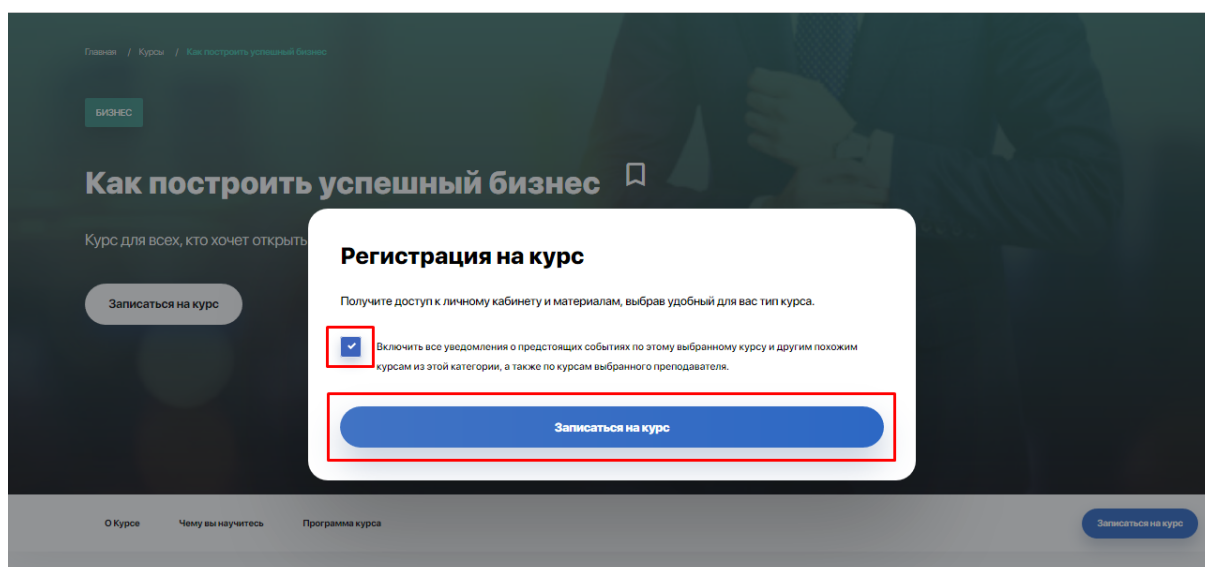 Главная / Курсы / Как построить успешный бизнес
БИЗНЕС
Как построить успешный бизнес
Курс для всех, кто хочет открыть
Записаться на курс
Регистрация на курс
Получите доступ к личному кабинету и материалам, выбрав удобный для вас тип курса.
Включить все уведомления о предстоящих событиях по этому выбранному курсу и другим похожим
курсам из этой категории, а также по курсам выбранного преподавателя.
Записаться на курс
О Курсе Чему вы научитесь Программа курса Записаться на курс